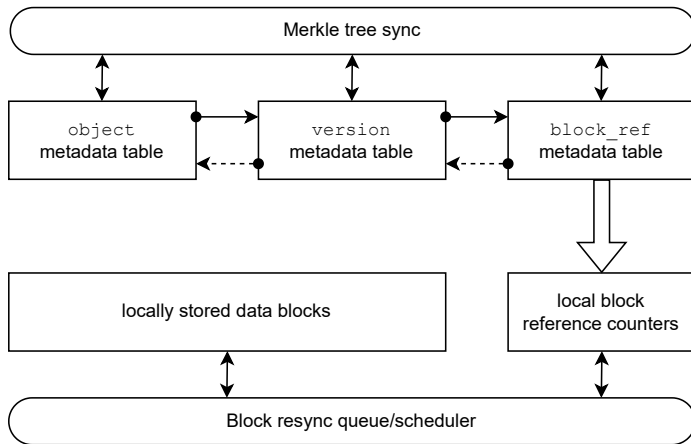 Merkle tree sync
object
metadata table
version
metadata table
block_ref
metadata table
locally stored data blocks
local block
reference counters
Block resync queue/scheduler